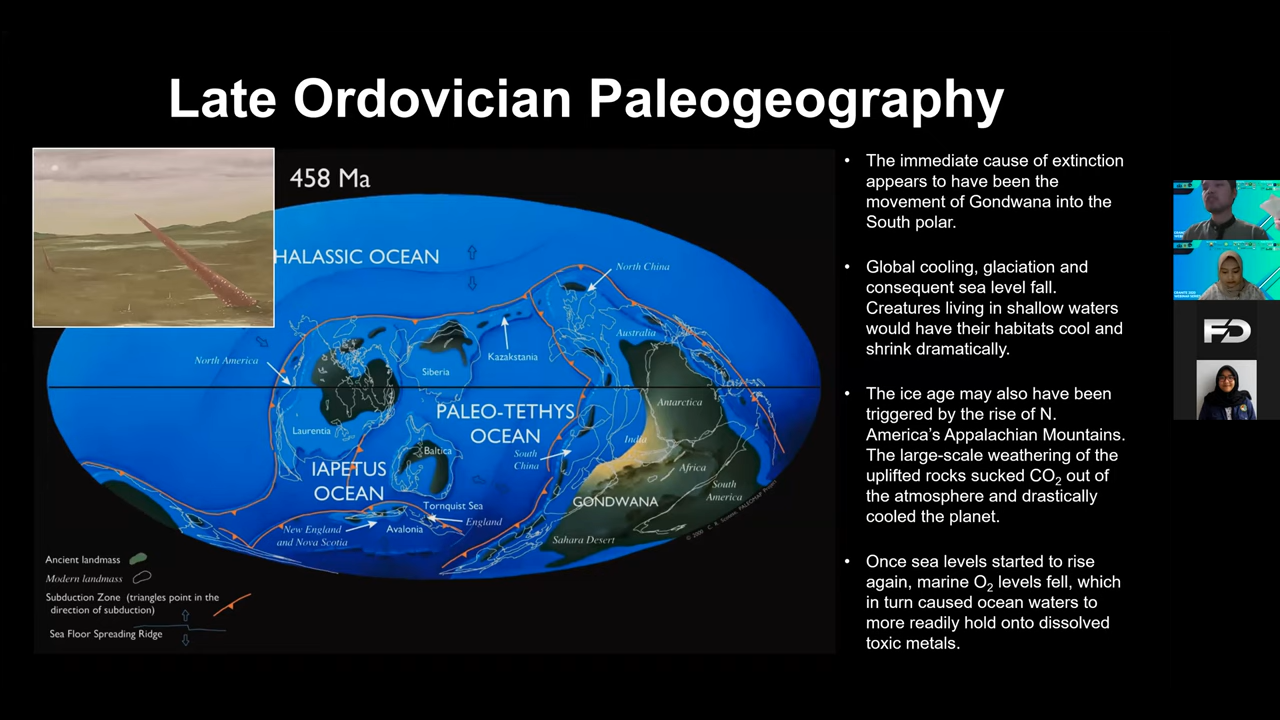 Late Ordovician Paleogeography
458 Ma
HALASSIC OCEAN
North China
Australia
North America
Kazakstania
Siberia
Antarctica
PALEO-TETHYS
OCEAN
Laurentia
India
Baltica
South
China
IAPETUS
OCEAN
Africa
South
America
GONDWANA
Tornquist Sea
England
New England
and Nova Scotia
Avalonia
Sahara Desert
Ancient landmass
Modern landmass
Subduction Zone (triangles point in the
direction of subduction)
Sea Floor Spreading Ridge
• The immediate cause of extinction
appears to have been the
movement of Gondwana into the
South polar.
• Global cooling, glaciation and
consequent sea level fall.
Creatures living in shallow waters
would have their habitats cool and
shrink dramatically.
• The ice age may also have been
triggered by the rise of N.
America’s Appalachian Mountains.
The large-scale weathering of the
uplifted rocks sucked CO₂ out of
the atmosphere and drastically
cooled the planet.
• Once sea levels started to rise
again, marine O₂ levels fell, which
in turn caused ocean waters to
more readily hold onto dissolved
toxic metals.
FD